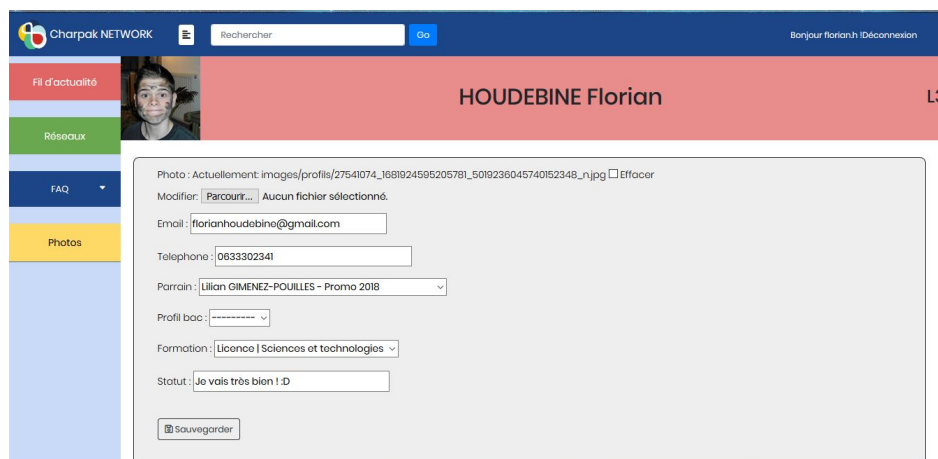 Charpak NETWORK
Rechercher
Go
Bonjour florian.h !Déconnexion
Fil d'actualité
HOUDEBINE Florian
L3
Réseaux
Photo : Actuellement: images/profils/27541074_1681924595205781_5019236045740152348_n.jpg Effacer
FAQ
Modifier: Parcourir... Aucun fichier sélectionné.
Email : florianhoudebine@gmail.com
Photos
Telephone : 0633302341
Parrain : Lilian GIMENEZ-POUILLES - Promo 2018
Profil bac : ---------
Formation : Licence | Sciences et technologies
Statut : Je vais très bien ! :D
Sauvegarder